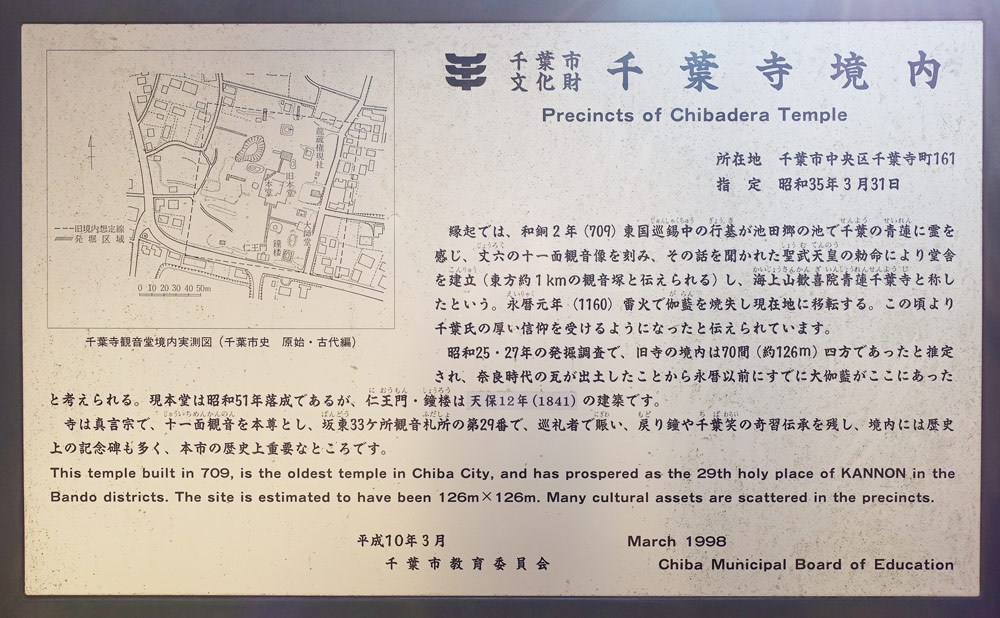 千葉市
文化財
千葉寺境内
Precincts of Chibadera Temple
所在地 千葉市中央区千葉寺町161
指 定 昭和35年3月31日
縁起では、和銅2年(709)東国巡錫中の行基が池田郷の池で千葉の青蓮に霊を
感じ、丈六の十一面観音像を刻み、その話を聞かれた聖武天皇の勅命により堂舎
を建立(東方約1kmの観音塚と伝えられる)し、海上山歓喜院青蓮千葉寺と称し
たという。永暦元年(1160)雷火で伽藍を焼失し現在地に移転する。この頃より
千葉氏の厚い信仰を受けるようになったと伝えられています。
昭和25・27年の発掘調査で、旧寺の境内は70間(約126m)四方であったと推定
され、奈良時代の瓦が出土したことから永暦以前にすでに大伽藍がここにあった
と考えられる。現本堂は昭和51年落成であるが、仁王門・鐘楼は天保12年(1841)の建築です。
寺は真言宗で、十一面観音を本尊とし、坂東33ケ所観音札所の第29番で、巡礼者で賑い、戻り鐘や千葉笑の奇習伝承を残し、境内には歴史
上の記念碑も多く、本市の歴史上重要なところです。
This temple built in 709, is the oldest temple in Chiba City, and has prospered as the 29th holy place of KANNON in the
Bando districts. The site is estimated to have been 126m×126m. Many cultural assets are scattered in the precincts.
平成10年3月
千葉市教育委員会
March 1998
Chiba Municipal Board of Education
龍蔵権現社
旧本堂
本堂
大師堂
鐘楼
仁王門
旧境内想定線
発掘区域
0 10 20 30 40 50m
千葉寺観音堂境内実測図(千葉市史 原始・古代編)